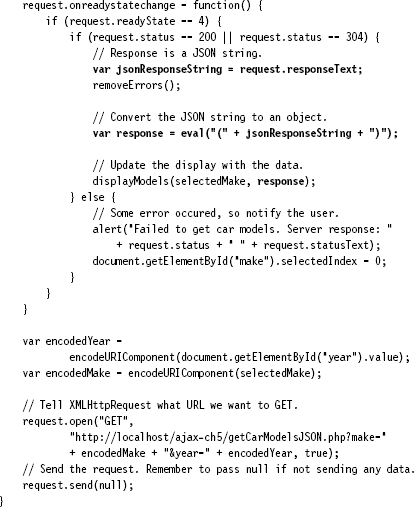 request.onreadystatechange = function() {
if (request.readyState == 4) {
if (request.status == 200 || request.status == 304) {
// Response is a JSON string.
var jsonResponseString = request.responseText;
removeErrors();
// Convert the JSON string to an object.
var response = eval("(" + jsonResponseString + ")");
// Update the display with the data.
displayModels(selectedMake, response);
} else {
// Some error occured, so notify the user.
alert("Failed to get car models. Server response: "
+ request.status + " " + request.statusText);
document.getElementById("make").selectedIndex = 0;
}
}
}
var encodedYear =
encodeURIComponent(document.getElementById("year").value);
var encodedMake = encodeURIComponent(selectedMake);
// Tell XMLHttpRequest what URL we want to GET.
request.open("GET",
"http://localhost/ajax-ch5/getCarModelsJSON.php?make="
+ encodedMake + "&year=" + encodedYear, true);
// Send the request. Remember to pass null if not sending any data.
request.send(null);
}